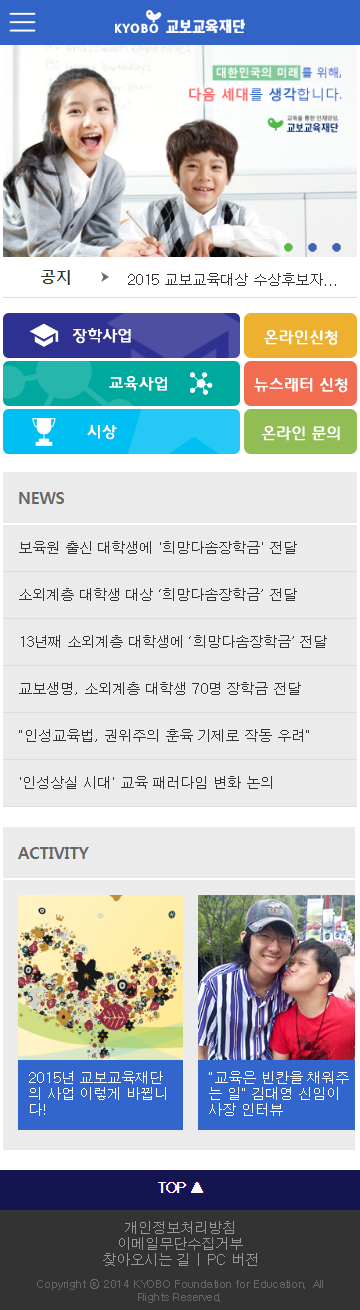 KYOBO 교보교육재단
대한민국의 미래를 위해,
다음 세대를 생각합니다.
교육을 통한 인재양성,
교보교육재단
공지 2015 교보교육대상 수상후보자...
장학사업 온라인신청
교육사업 뉴스래터 신청
시상 온라인 문의
NEWS
보육원 출신 대학생에 '희망다솜장학금' 전달
소외계층 대학생 대상 ‘희망다솜장학금’ 전달
13년째 소외계층 대학생에 ‘희망다솜장학금’ 전달
교보생명, 소외계층 대학생 70명 장학금 전달
"인성교육법, 권위주의 훈육 기제로 작동 우려"
'인성상실 시대' 교육 패러다임 변화 논의
ACTIVITY
2015년 교보교육재단
의 사업 이렇게 바뀝니
다!
"교육은 빈칸을 채워주
는 일" 김대영 신임이
사장 인터뷰
TOP ▲
개인정보처리방침
이메일무단수집거부
찾아오시는 길 | PC 버전
Copyright ⓒ 2014 KYOBO Foundation for Education, All
Rights Reserved.